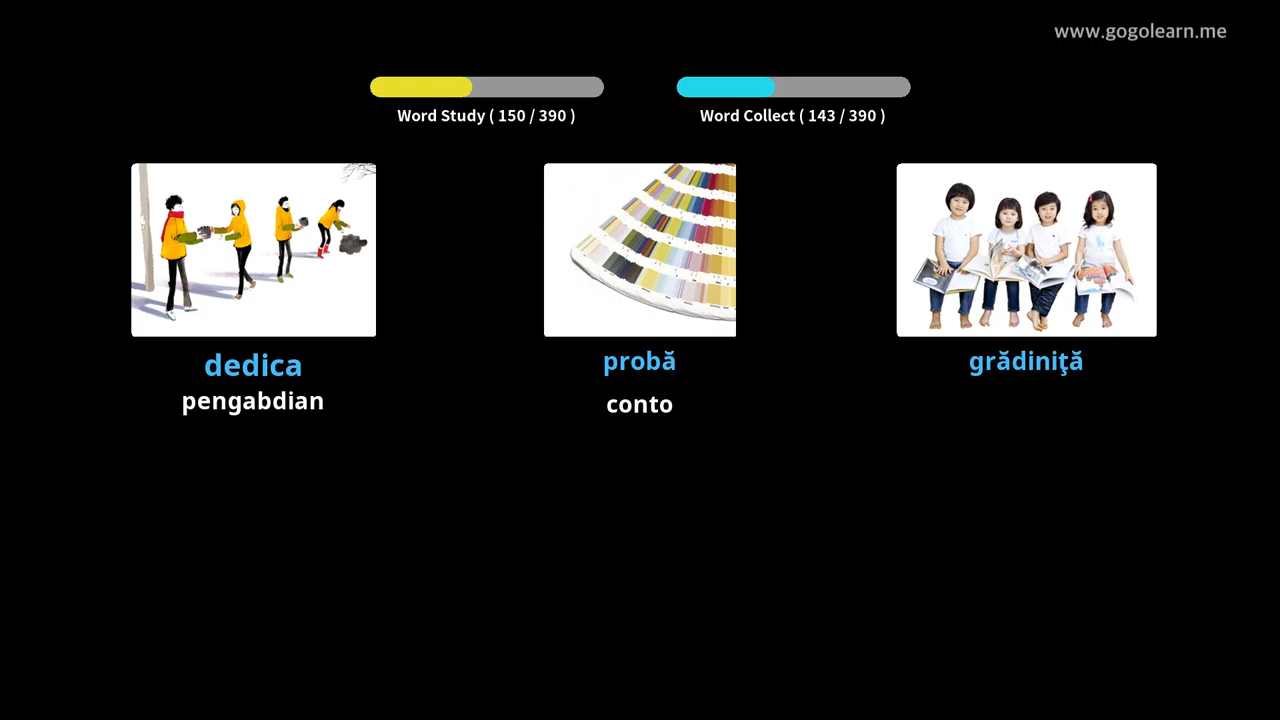 www.gogolearn.me
Word Study ( 150 / 390 )
Word Collect ( 143 / 390 )
dedica
pengabdian
probă
conto
grădiniţă